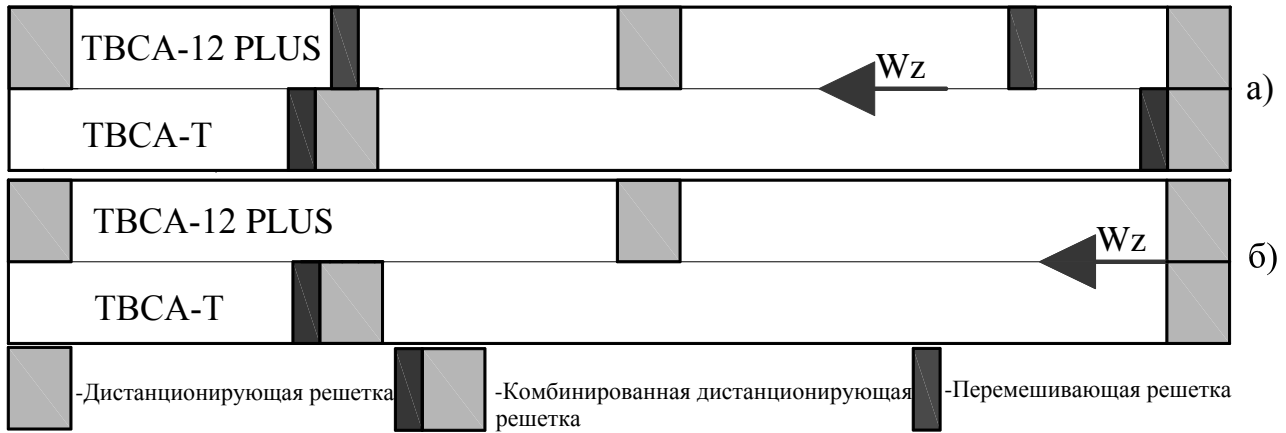 ТВСА-12 PLUS
Wz
а)
ТВСА-Т
ТВСА-12 PLUS
Wz
б)
ТВСА-Т
-Дистанционирующая решетка
-Комбинированная дистанционирующая
решетка
-Перемешивающая решетка